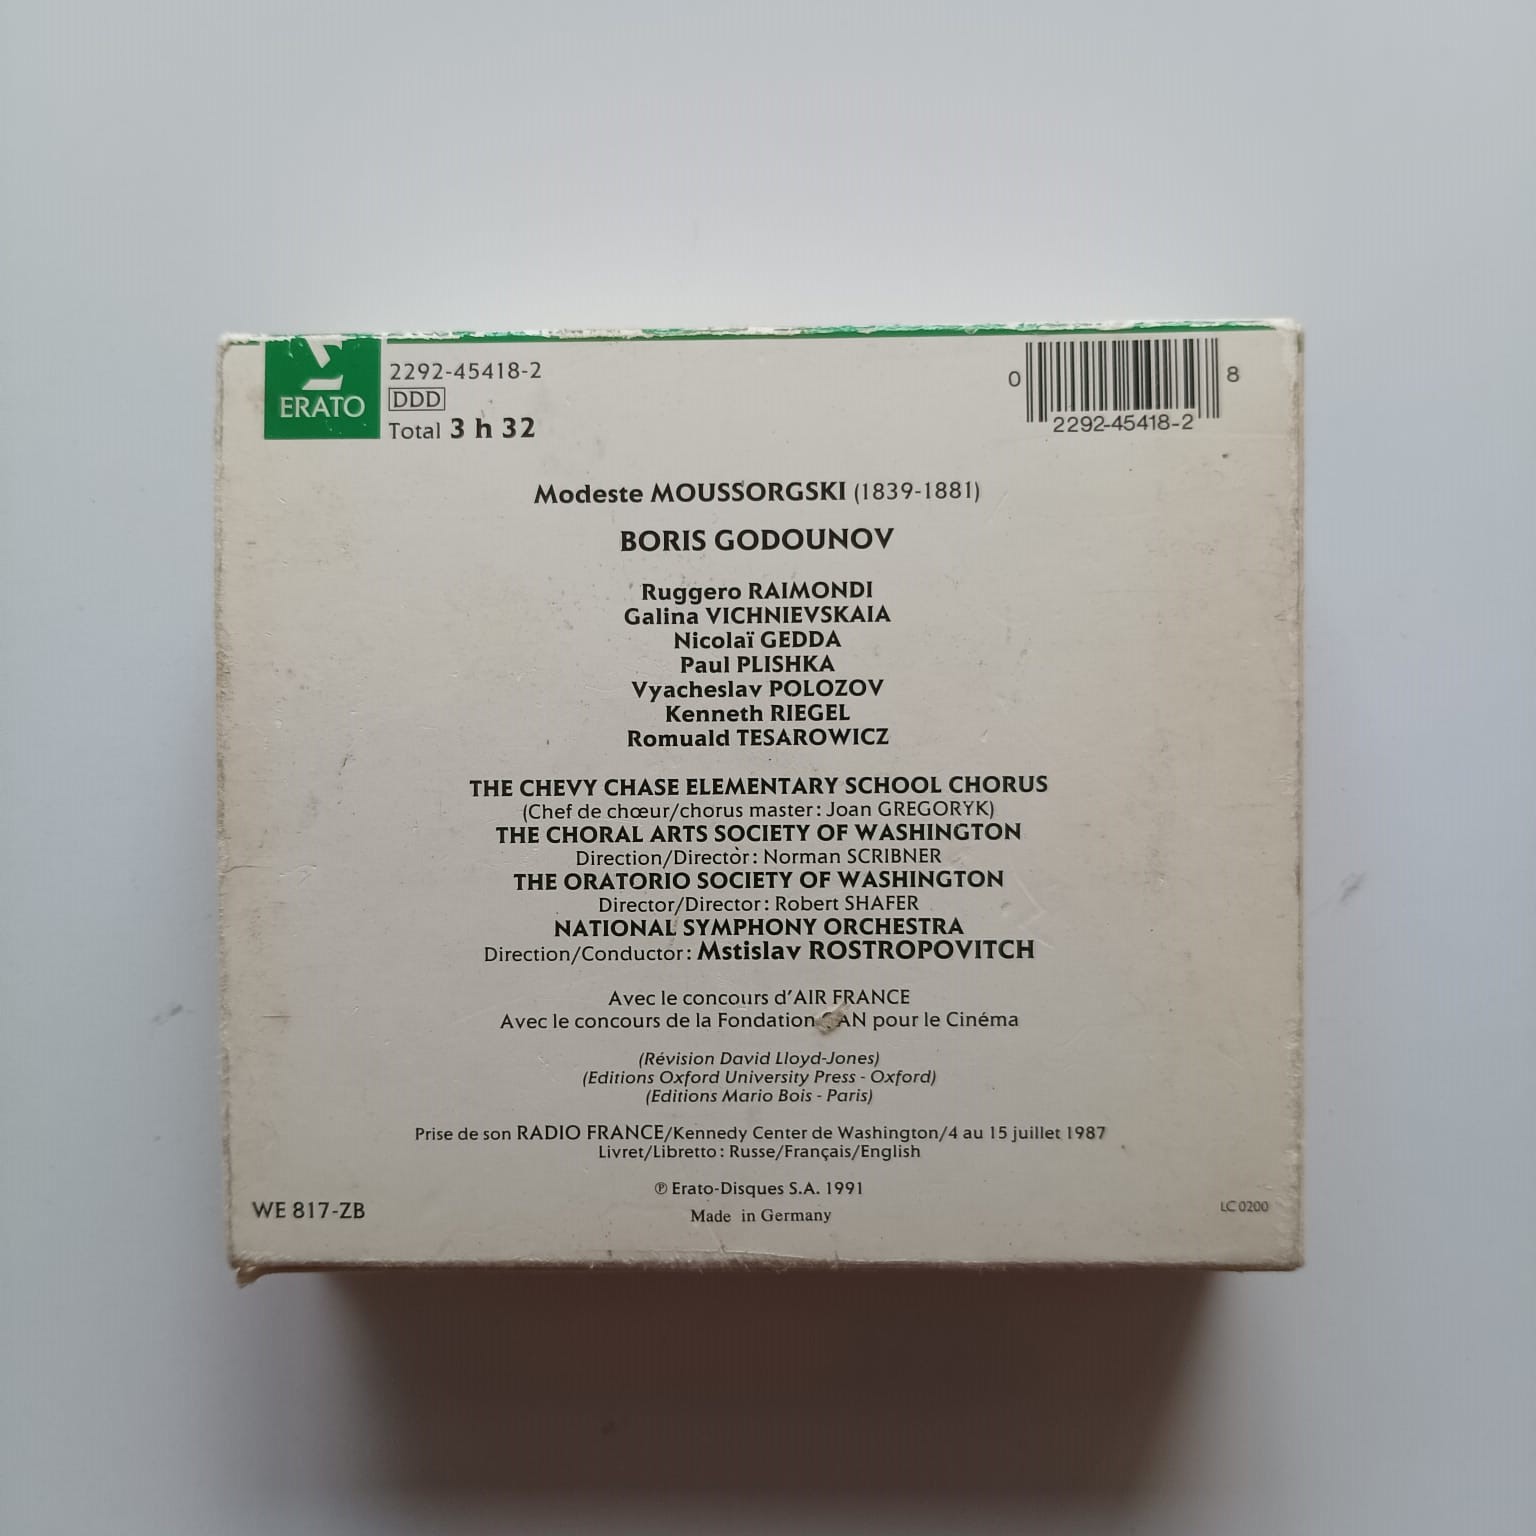 ERATO
2292-45418-2
DDD
Total 3 h 32
0 8
2292-45418-2
Modeste MOUSSORGSKI (1839-1881)
BORIS GODOUNOV
Ruggero RAIMONDI
Galina VICHNIEVSKAIA
Nicolaï GEDDA
Paul PLISHKA
Vyacheslav POLOZOV
Kenneth RIEGEL
Romuald TESAROWICZ
THE CHEVY CHASE ELEMENTARY SCHOOL CHORUS
(Chef de chœur/chorus master: Joan GREGORYK)
THE CHORAL ARTS SOCIETY OF WASHINGTON
Direction/Director: Norman SCRIBNER
THE ORATORIO SOCIETY OF WASHINGTON
Director/Director: Robert SHAFER
NATIONAL SYMPHONY ORCHESTRA
Direction/Conductor: Mstislav ROSTROPOVITCH
Avec le concours d'AIR FRANCE
Avec le concours de la Fondation pour le Cinéma
(Révision David Lloyd-Jones)
(Editions Oxford University Press - Oxford)
(Editions Mario Bois - Paris)
Prise de son RADIO FRANCE/Kennedy Center de Washington/4 au 15 juillet 1987
Livret/Libretto: Russe/Français/English
℗ Erato-Disques S.A. 1991
Made in Germany
WE 817-ZB
LC 0200